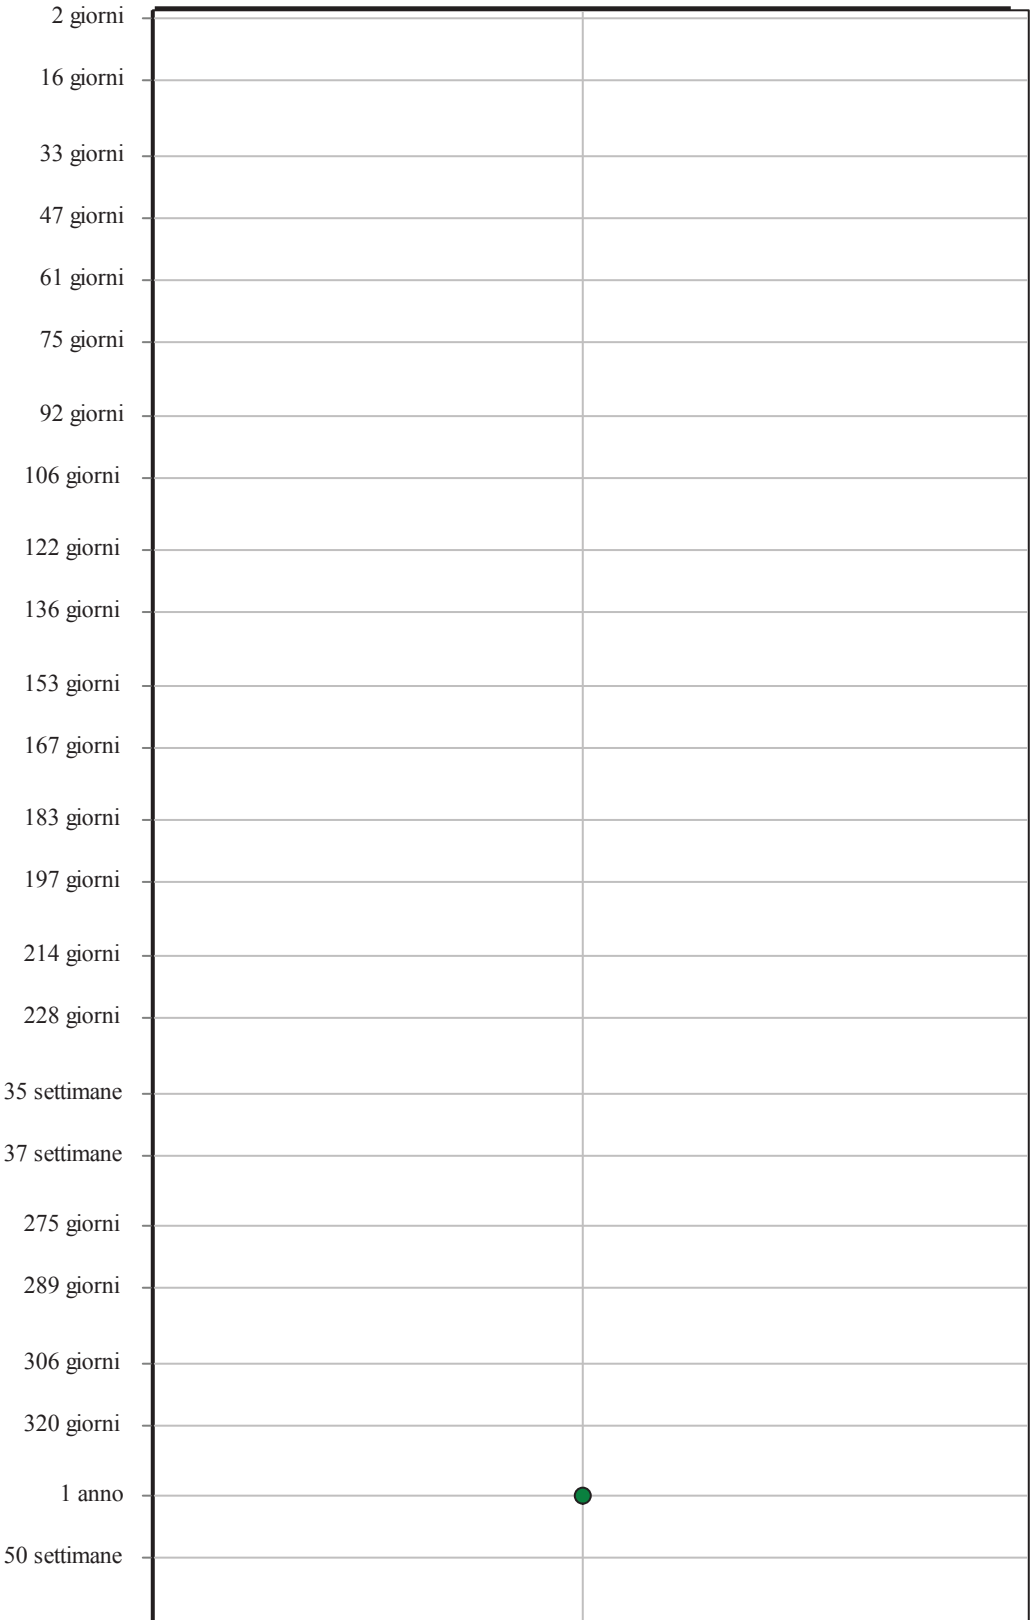 2 giorni
16 giorni
33 giorni
47 giorni
61 giorni
75 giorni
92 giorni
106 giorni
122 giorni
136 giorni
153 giorni
167 giorni
183 giorni
197 giorni
214 giorni
228 giorni
35 settimane
37 settimane
275 giorni
289 giorni
306 giorni
320 giorni
1 anno
50 settimane